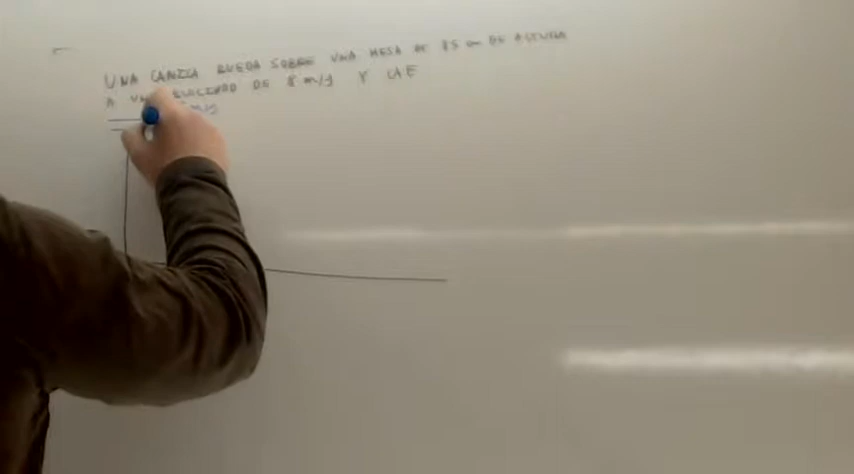 UNA CANICA RUEDA SOBRE UNA MESA DE 85 cm DE ALTURA
A UNA VELOCIDAD DE 8 m/s Y CAE
m/s